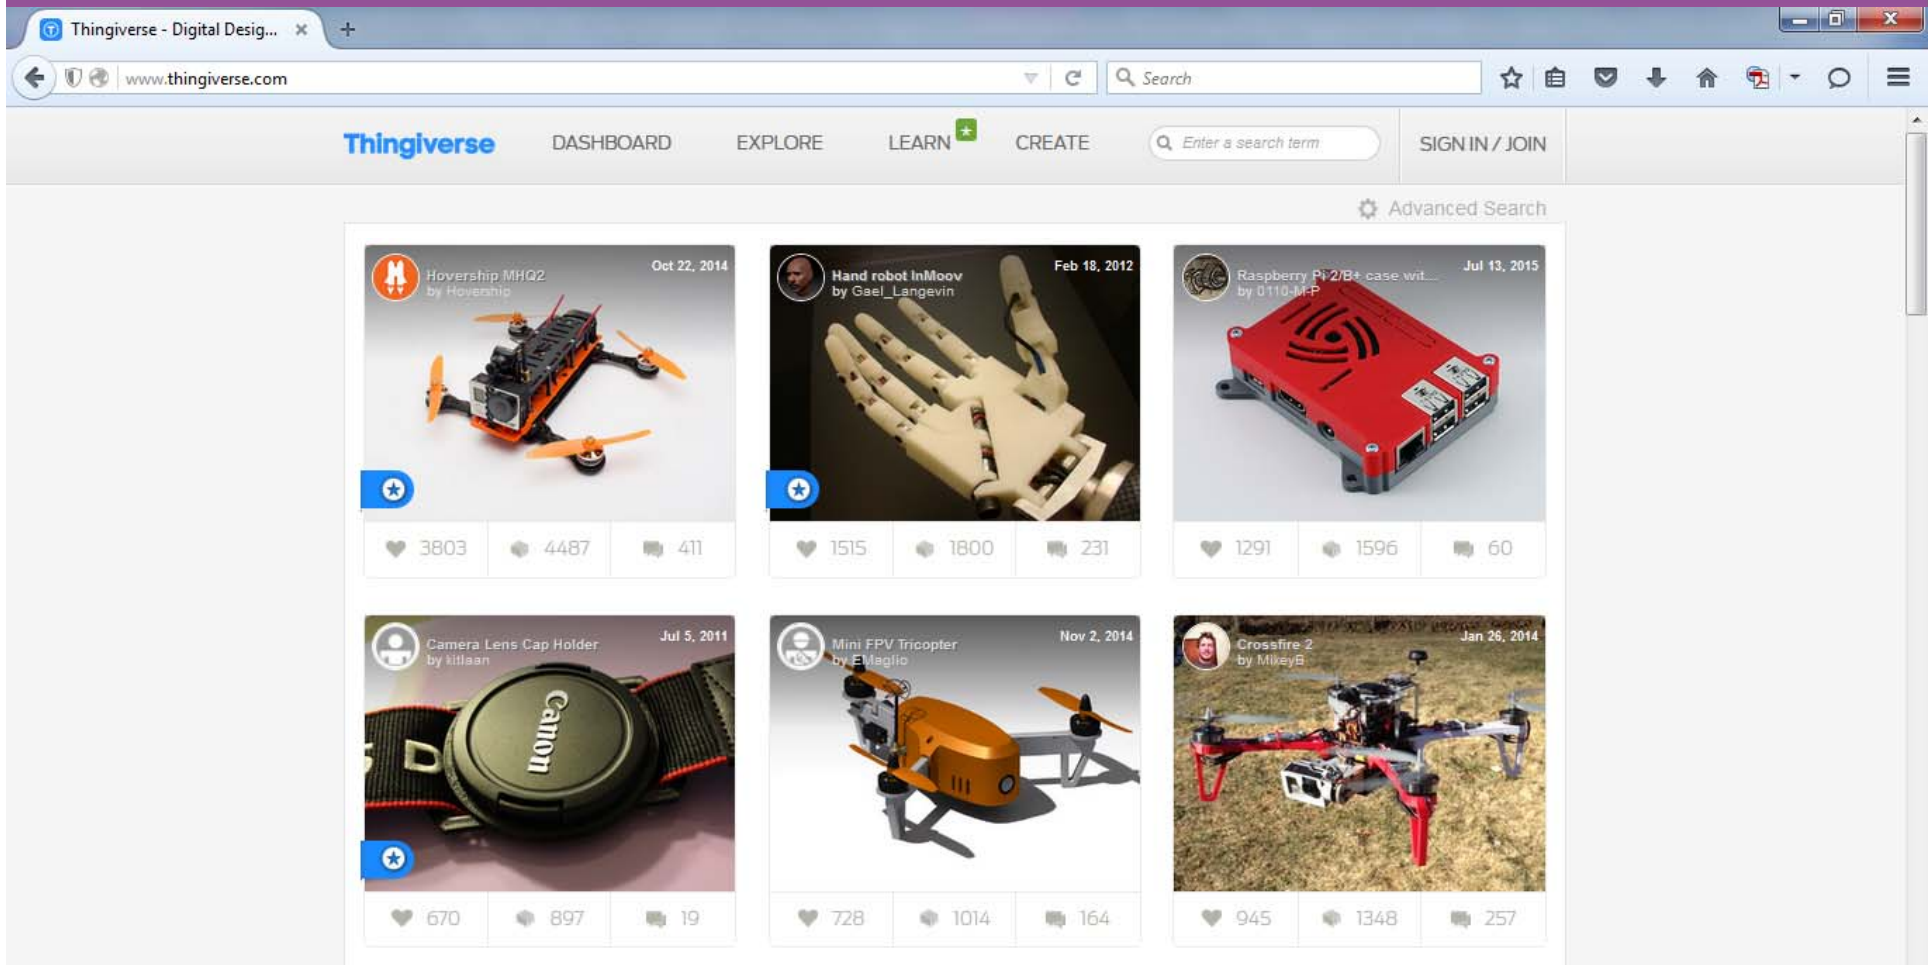 Thingiverse - Digital Desig...
www.thingiverse.com
Search
Thingiverse DASHBOARD EXPLORE LEARN CREATE Enter a search term SIGN IN / JOIN
Advanced Search
Hovership MHQ2 Oct 22, 2014
by Hovership
Hand robot InMoov Feb 18, 2012
by Gael_Langevin
Raspberry Pi 2/B+ case wit... Jul 13, 2015
by 0110-M-P
3803 4487 411
1515 1800 231
1291 1596 60
Camera Lens Cap Holder Jul 5, 2011
by kitlaan
Canon
D
Mini FPV Tricopter Nov 2, 2014
by EMaglio
Crossfire 2 Jan 26, 2014
by MikeyB
670 897 19
728 1014 164
945 1348 257